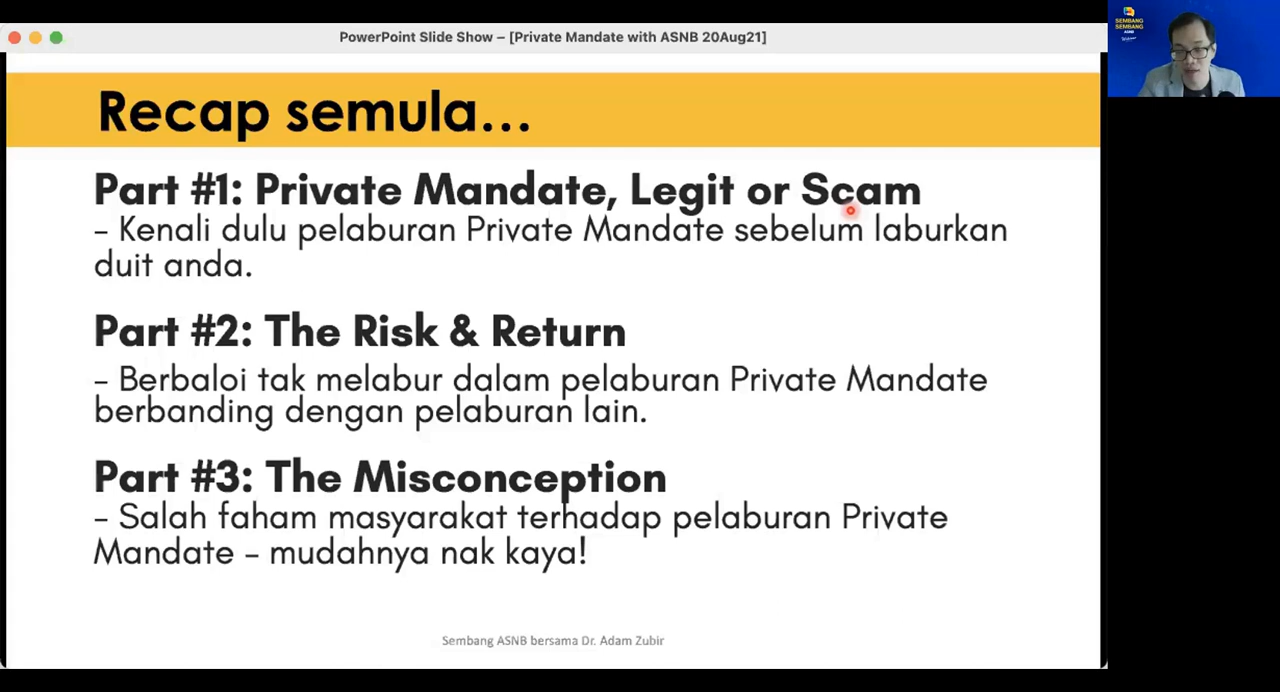 PowerPoint Slide Show – [Private Mandate with ASNB 20Aug21]
SEMBANG
SEMBANG
ASNB
Recap semula...
Part #1: Private Mandate, Legit or Scam
– Kenali dulu pelaburan Private Mandate sebelum laburkan
duit anda.
Part #2: The Risk & Return
– Berbaloi tak melabur dalam pelaburan Private Mandate
berbanding dengan pelaburan lain.
Part #3: The Misconception
– Salah faham masyarakat terhadap pelaburan Private
Mandate – mudahnya nak kaya!
Sembang ASNB bersama Dr. Adam Zubir